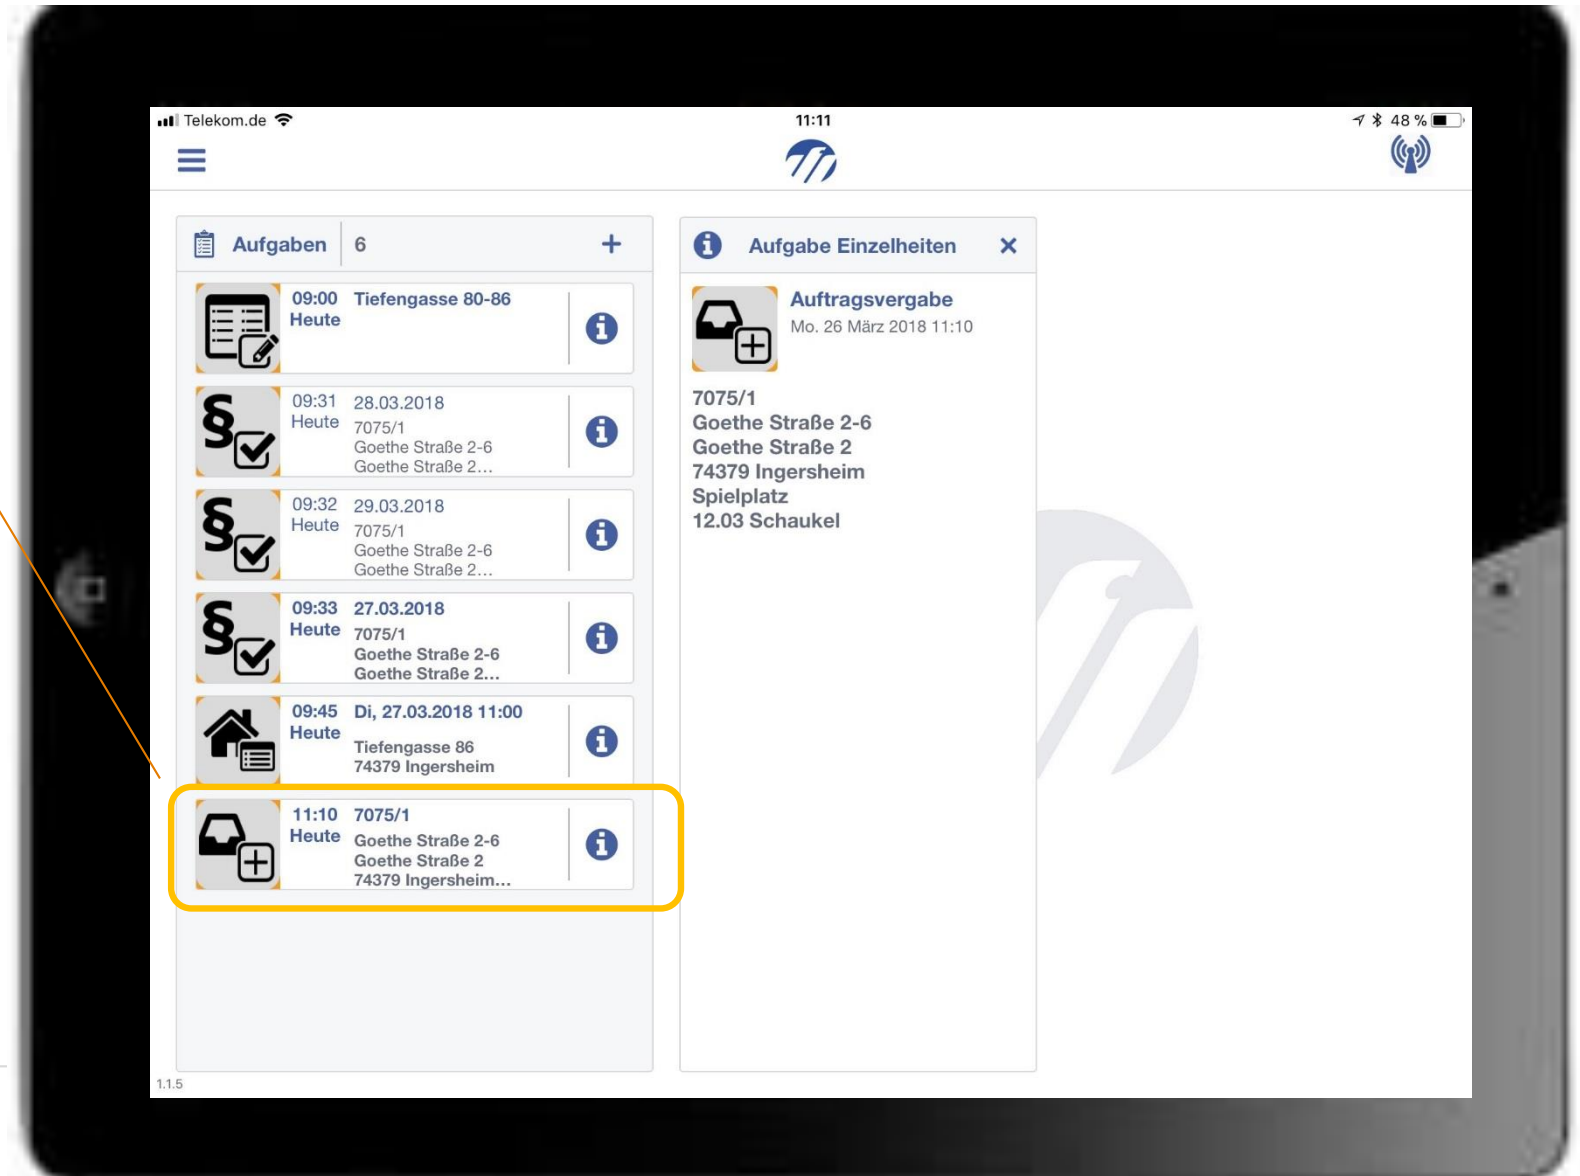 Telekom.de
11:11
48 %
Aufgaben
6
+
09:00 Tiefengasse 80-86
Heute
09:31 28.03.2018
Heute 7075/1
Goethe Straße 2-6
Goethe Straße 2...
09:32 29.03.2018
Heute 7075/1
Goethe Straße 2-6
Goethe Straße 2...
09:33 27.03.2018
Heute 7075/1
Goethe Straße 2-6
Goethe Straße 2...
09:45 Di, 27.03.2018 11:00
Heute
Tiefengasse 86
74379 Ingersheim
11:10 7075/1
Heute Goethe Straße 2-6
Goethe Straße 2
74379 Ingersheim...
Aufgabe Einzelheiten
Auftragsvergabe
Mo. 26 März 2018 11:10
7075/1
Goethe Straße 2-6
Goethe Straße 2
74379 Ingersheim
Spielplatz
12.03 Schaukel
1.1.5